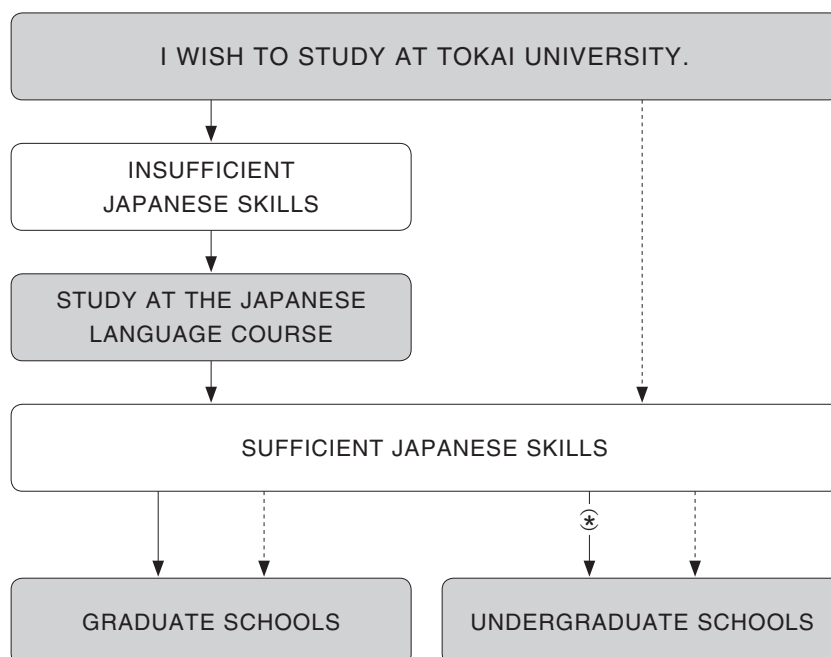 I WISH TO STUDY AT TOKAI UNIVERSITY.
INSUFFICIENT
JAPANESE SKILLS
STUDY AT THE JAPANESE
LANGUAGE COURSE
SUFFICIENT JAPANESE SKILLS
(*)
GRADUATE SCHOOLS
UNDERGRADUATE SCHOOLS